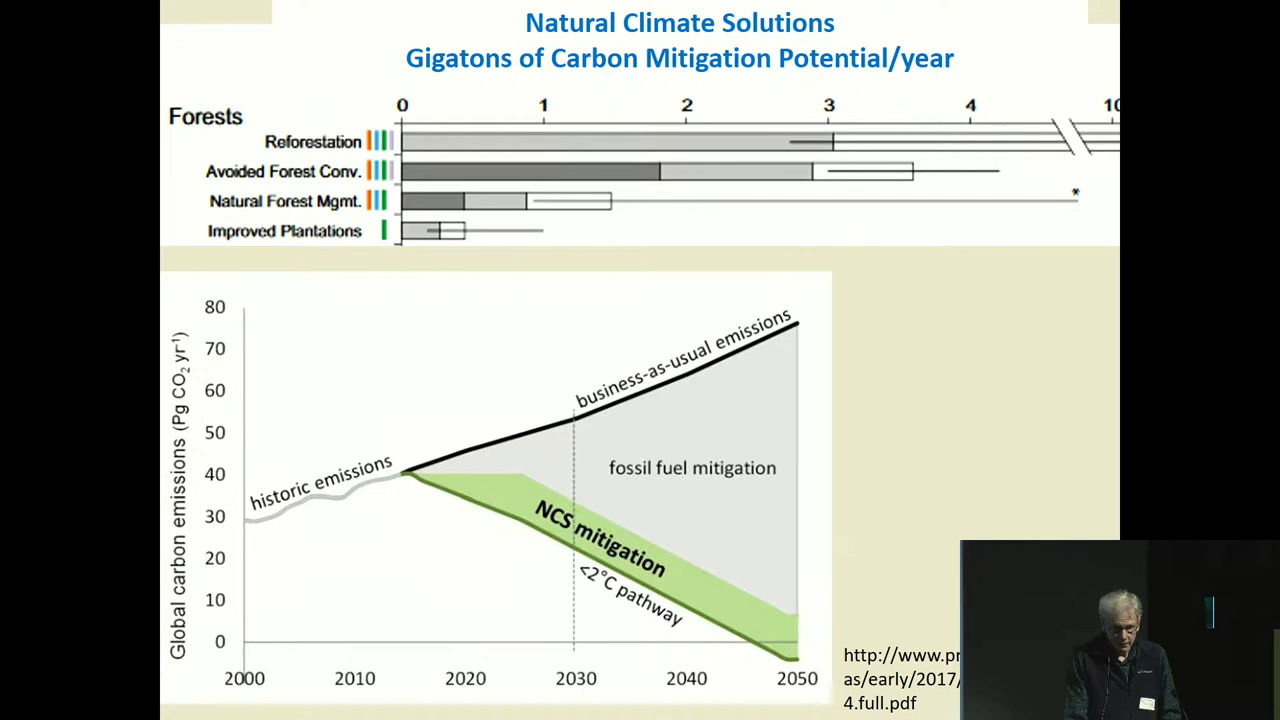 Natural Climate Solutions
Gigatons of Carbon Mitigation Potential/year
0 1 2 3 4 10
Forests
Reforestation
Avoided Forest Conv.
Natural Forest Mgmt.
*
Improved Plantations
80
70
60
50
40
30
20
10
0
Global carbon emissions (Pg CO2 yr-1)
historic emissions
business-as-usual emissions
fossil fuel mitigation
NCS mitigation
<2°C pathway
2000 2010 2020 2030 2040 2050
http://www.pr
as/early/2017/
4.full.pdf